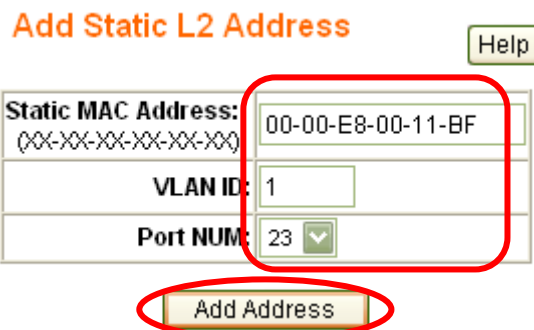 Add Static L2 Address
Help
Static MAC Address: 00-00-E8-00-11-BF
(XX-XX-XX-XX-XX-XX)
VLAN ID: 1
Port NUM: 23
Add Address